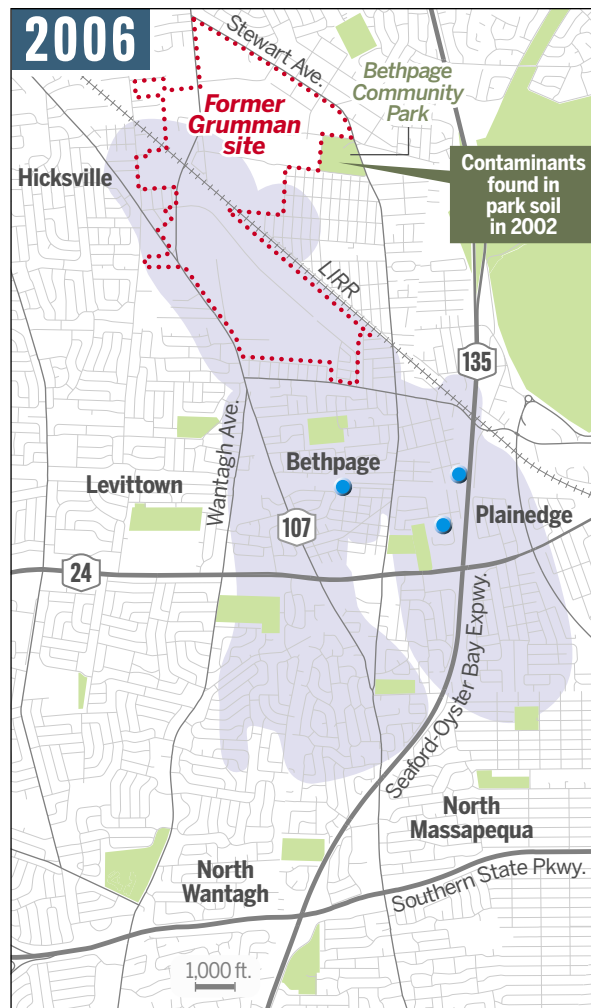 2006
Stewart Ave.
Bethpage
Community
Park
Former
Grumman
site
Contaminants
found in
park soil
in 2002
Hicksville
LIRR
135
Wantagh Ave.
Bethpage
Levittown
Plainedge
107
24
Seaford-Oyster Bay Expwy.
North
Massapequa
North
Wantagh
Southern State Pkwy.
1,000 ft.